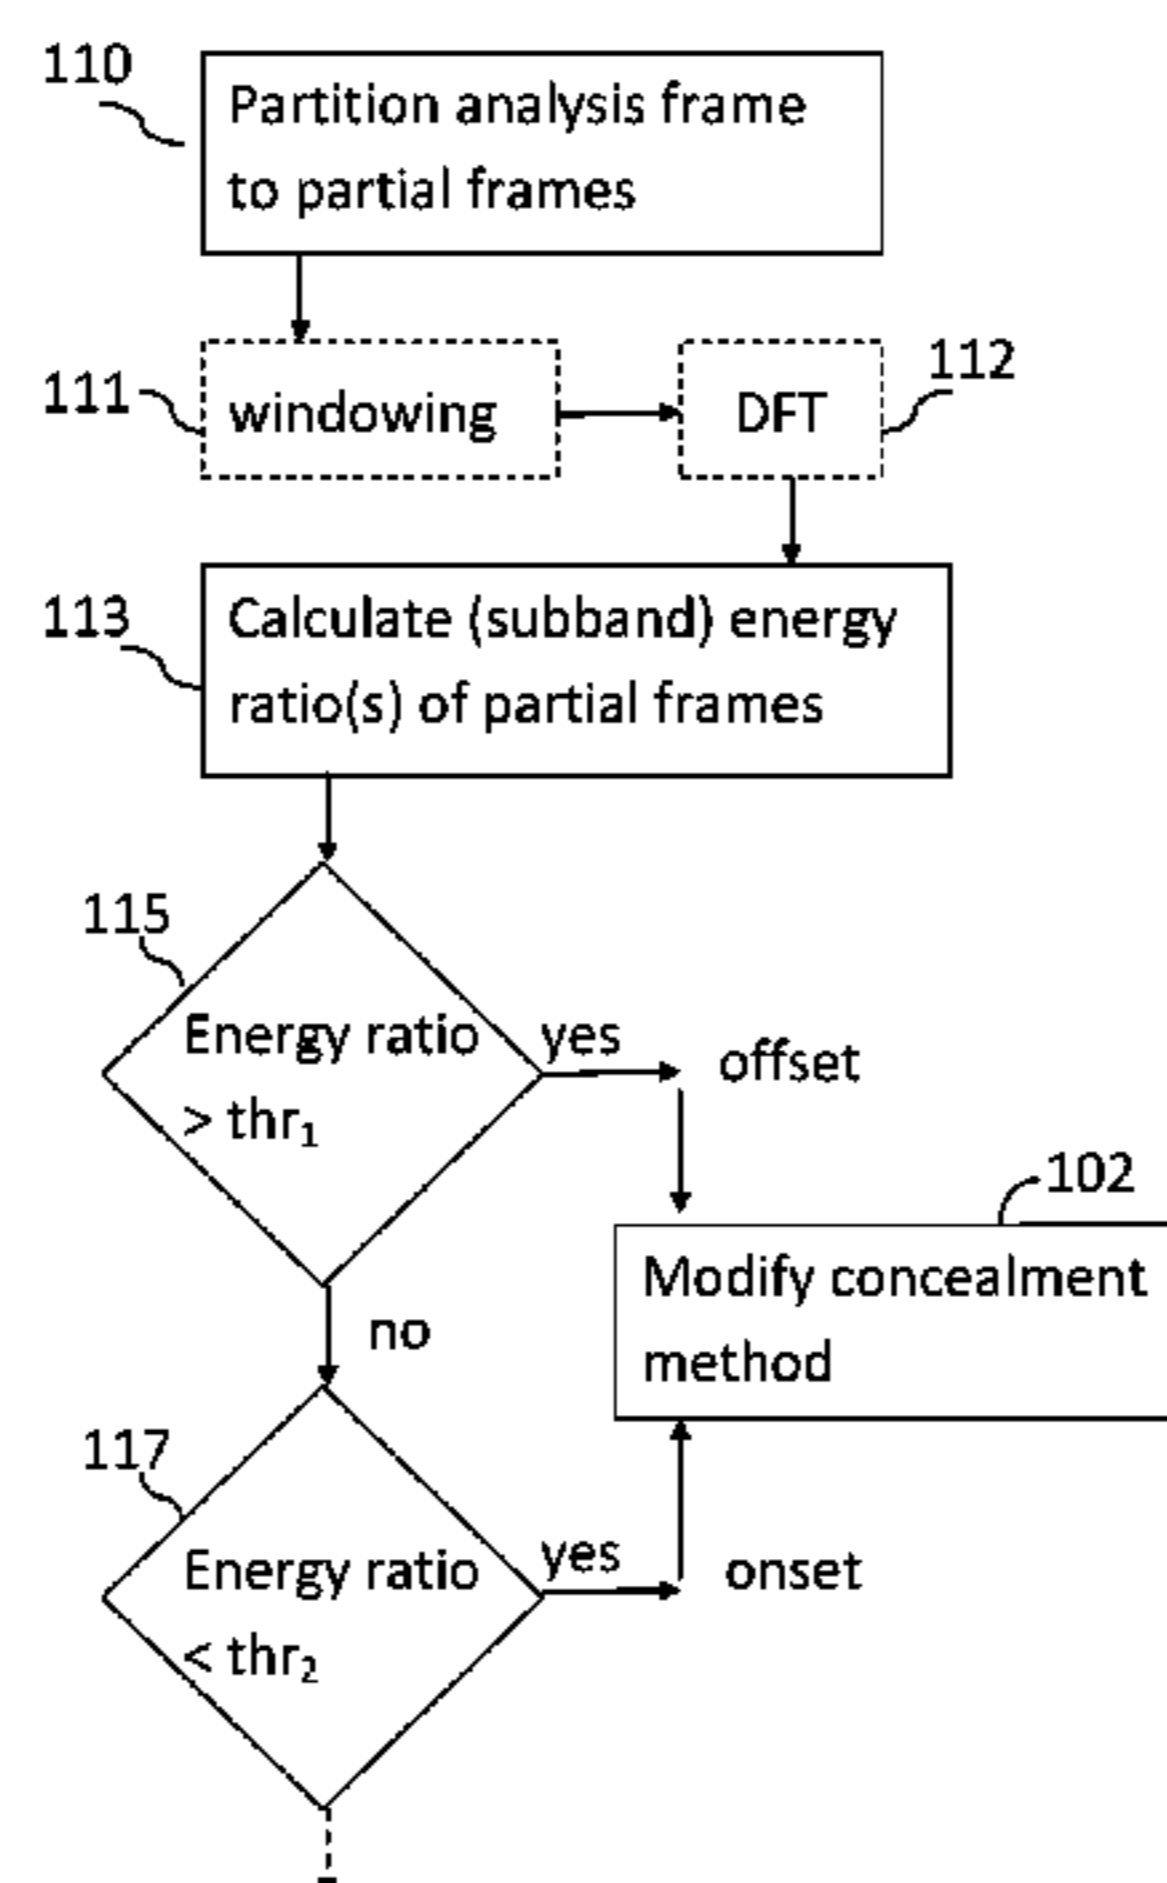 110
Partition analysis frame
to partial frames
111
windowing
DFT
112
113
Calculate (subband) energy
ratio(s) of partial frames
115
Energy ratio
> thr₁
yes
offset
no
102
Modify concealment
method
117
Energy ratio
< thr₂
yes
onset